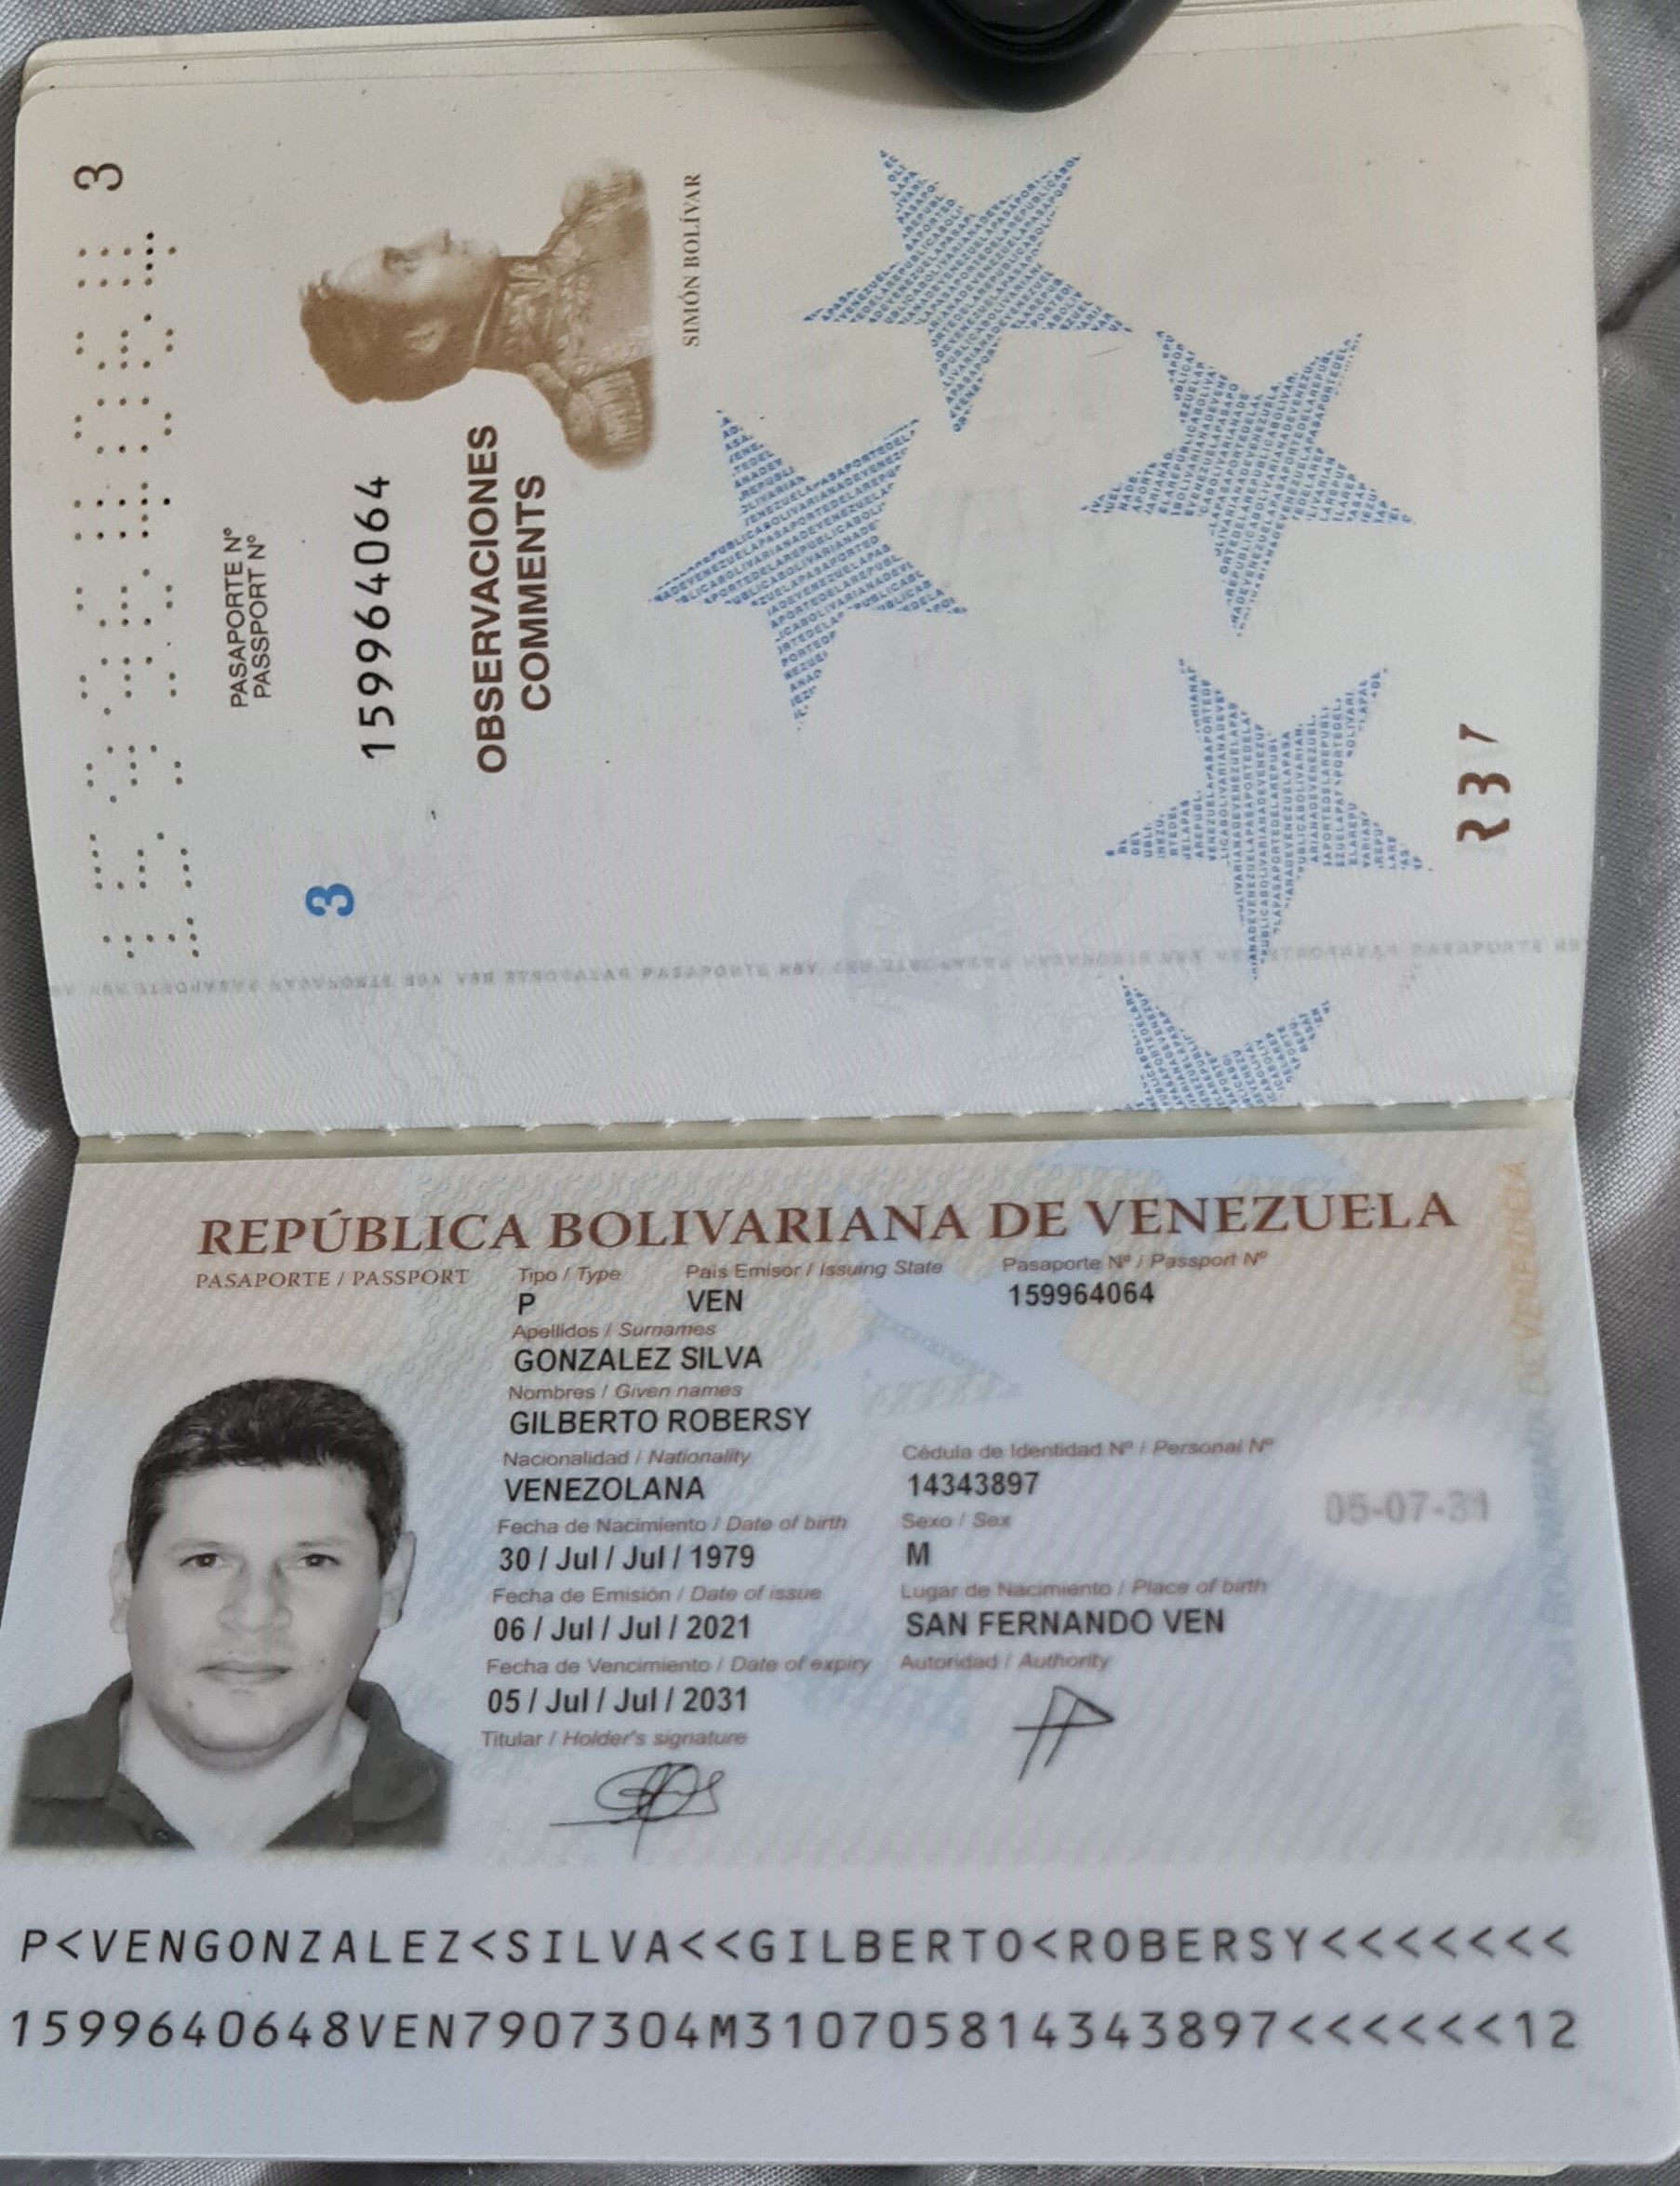 3
PASAPORTE Nº
PASSPORT Nº
159964064
OBSERVACIONES
COMMENTS
SIMÓN BOLÍVAR
3
REPÚBLICA BOLIVARIANA DE VENEZUELA
PASAPORTE / PASSPORT
Tipo / Type País Emisor / Issuing State Pasaporte Nº / Passport Nº
P VEN 159964064
Apellidos / Surnames
GONZALEZ SILVA
Nombres / Given names
GILBERTO ROBERSY
Nacionalidad / Nationality Cédula de Identidad Nº / Personal Nº
VENEZOLANA 14343897
Fecha de Nacimiento / Date of birth Sexo / Sex
30 / Jul / Jul / 1979 M
Fecha de Emisión / Date of issue Lugar de Nacimiento / Place of birth
06 / Jul / Jul / 2021 SAN FERNANDO VEN
Fecha de Vencimiento / Date of expiry Autoridad / Authority
05 / Jul / Jul / 2031
Titular / Holder's signature
05-07-31
P<VENGONZALEZ<SILVA<<GILBERTO<ROBERSY<<<<<<<
1599640648VEN7907304M310705814343897<<<<<<12